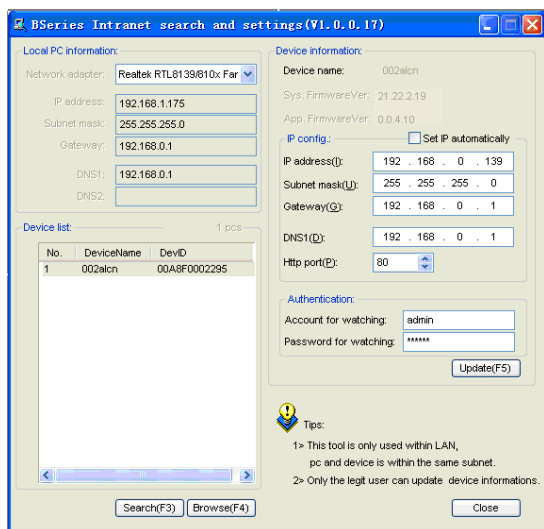 BSeries Intranet search and settings(V1.0.0.17)
Local PC information:
Network adapter: Realtek RTL8139/810x Far
IP address: 192.168.1.175
Subnet mask: 255.255.255.0
Gateway: 192.168.0.1
DNS1: 192.168.0.1
DNS2:
Device list: 1 pcs
No. DeviceName DevID
1 002alcn 00A8F0002295
Search(F3) Browse(F4)
Device information:
Device name: 002alcn
Sys. FirmwareVer: 21.22.2.19
App. FirmwareVer: 0.0.4.10
IP config.: Set IP automatically
IP address(I): 192 . 168 . 0 . 139
Subnet mask(U): 255 . 255 . 255 . 0
Gateway(G): 192 . 168 . 0 . 1
DNS1(D): 192 . 168 . 0 . 1
Http port(P): 80
Authentication:
Account for watching: admin
Password for watching: ******
Update(F5)
Tips:
1> This tool is only used within LAN,
pc and device is within the same subnet.
2> Only the legit user can update device informations.
Close